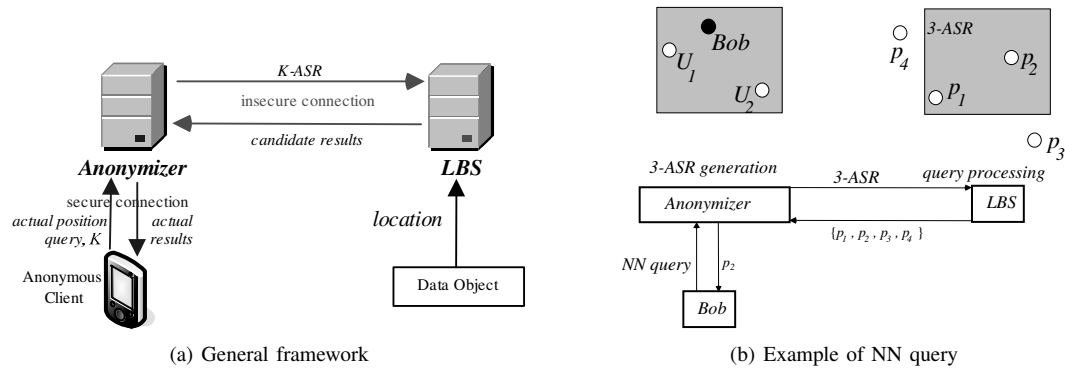 K-ASR
insecure connection
candidate results
Anonymizer
LBS
secure connection
actual position
query, K
actual
results
location
Anonymous
Client
Data Object
(a) General framework
Bob
U1
U2
p4
3-ASR
p2
p1
p3
3-ASR generation
3-ASR
query processing
Anonymizer
LBS
{p1 , p2 , p3 , p4 }
NN query
p2
Bob
(b) Example of NN query